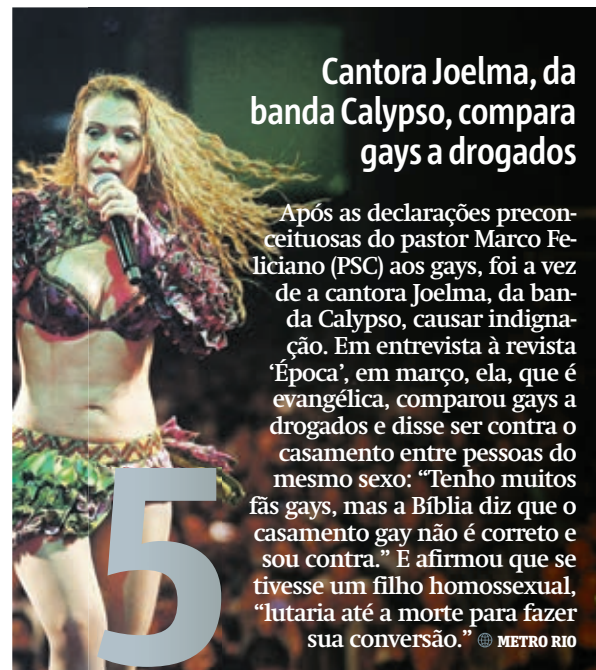 Cantora Joelma, da
banda Calypso, compara
gays a drogados
Após as declarações precon-
ceituosas do pastor Marco Fe-
liciano (PSC) aos gays, foi a vez
de a cantora Joelma, da ban-
da Calypso, causar indigna-
ção. Em entrevista à revista
‘Época’, em março, ela, que é
evangélica, comparou gays a
drogados e disse ser contra o
casamento entre pessoas do
mesmo sexo: “Tenho muitos
fãs gays, mas a Bíblia diz que o
casamento gay não é correto e
sou contra.” E afirmou que se
tivesse um filho homossexual,
“lutaria até a morte para fazer
sua conversão.” METRO RIO
5